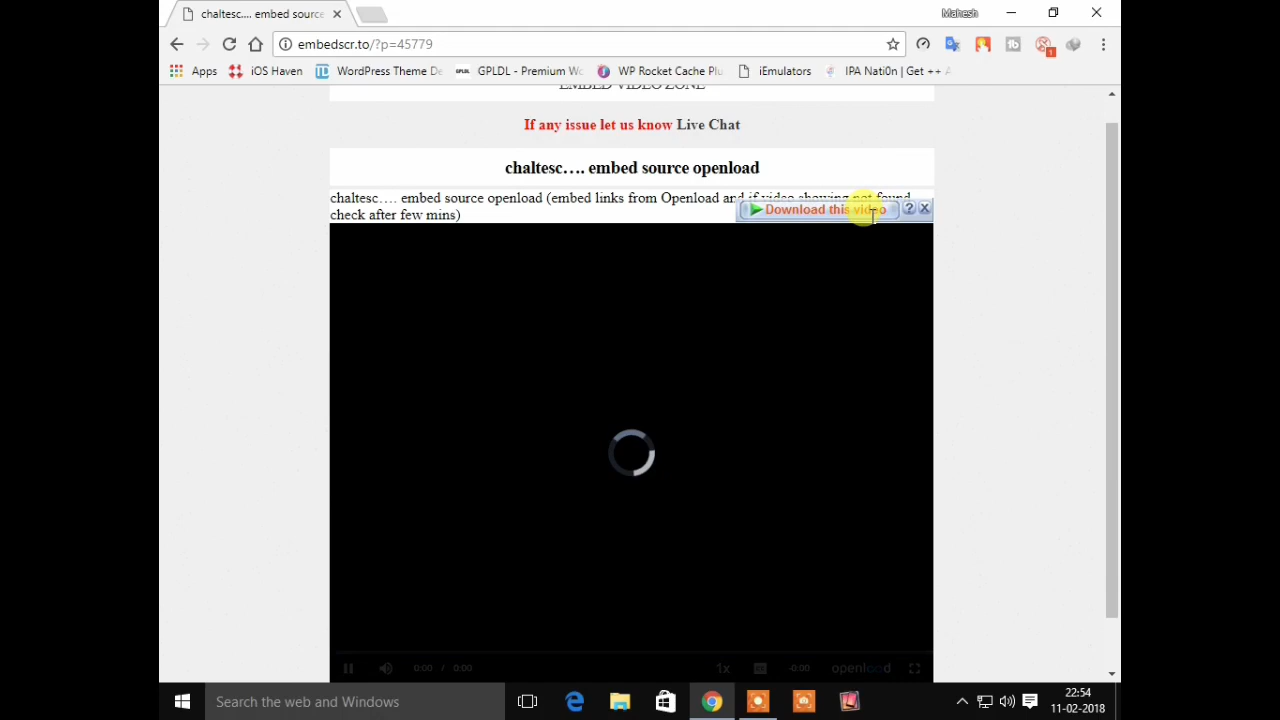 chaltesc.... embed source
Mahesh
embedscr.to/?p=45779
Apps
iOS Haven
WordPress Theme De
GPLDL - Premium Wo
WP Rocket Cache Plu
iEmulators
IPA Nati0n | Get ++ A
EMBED VIDEO ZONE
If any issue let us know Live Chat
chaltesc…. embed source openload
chaltesc…. embed source openload (embed links from Openload and if video showing not found
check after few mins)
Download this video
0:00 / 0:00
1x
-0:00
openload
Search the web and Windows
22:54
11-02-2018